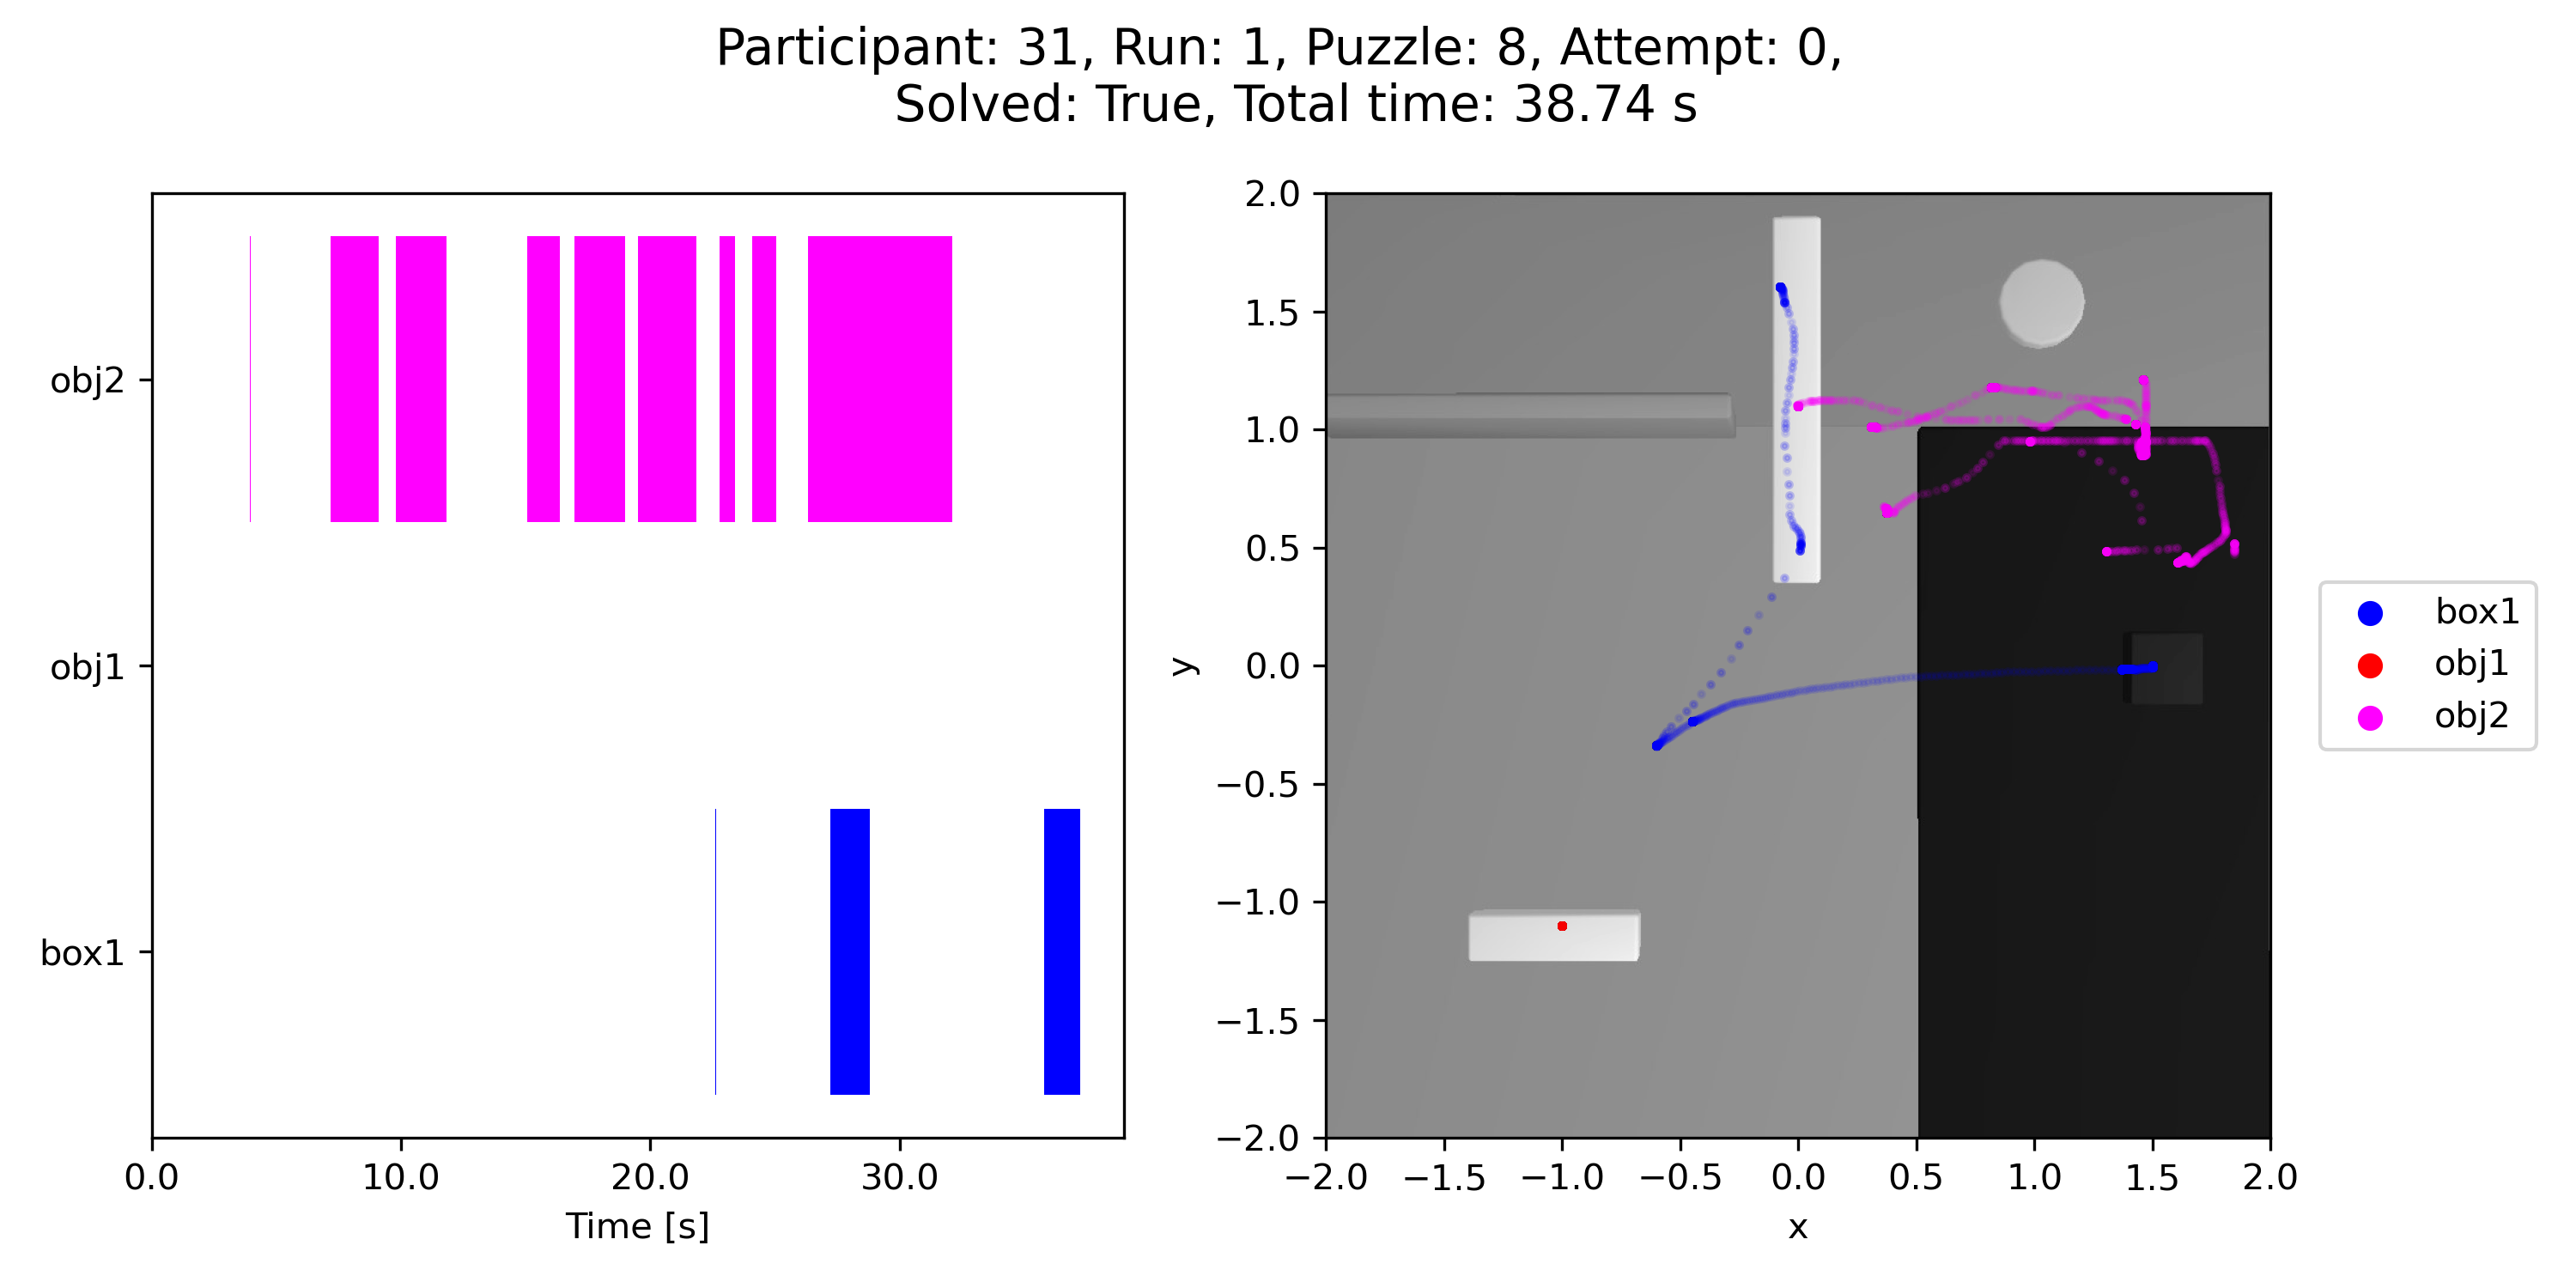 Participant: 31, Run: 1, Puzzle: 8, Attempt: 0,
Solved: True, Total time: 38.74 s
obj2
obj1
box1
0.0 10.0 20.0 30.0
Time [s]
2.0
1.5
1.0
0.5
0.0
−0.5
−1.0
−1.5
−2.0
y
−2.0 −1.5 −1.0 −0.5 0.0 0.5 1.0 1.5 2.0
x
box1
obj1
obj2